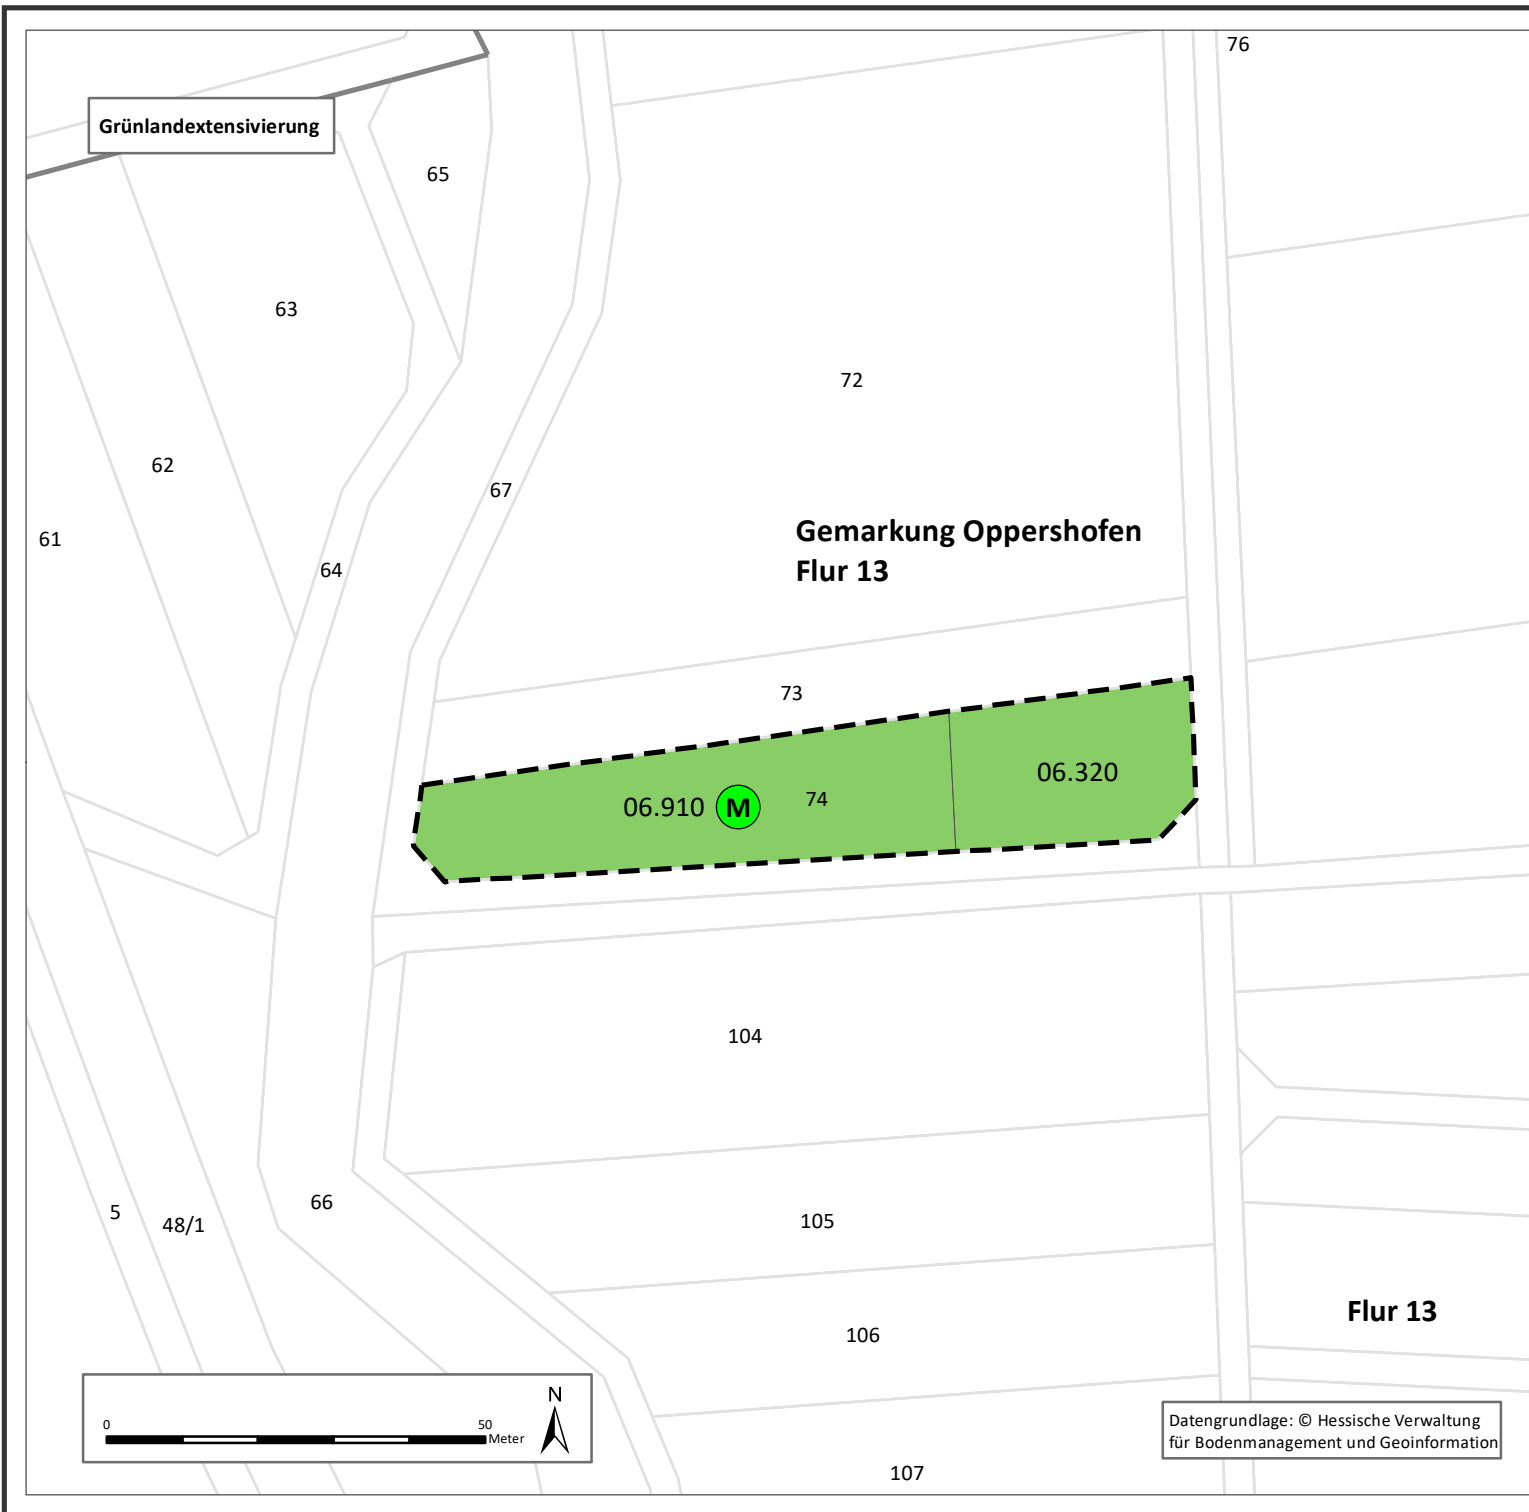 76
Grünlandextensivierung
65
63
72
62
67
Gemarkung Oppershofen
61
Flur 13
64
73
06.320
06.910 M 74
104
5
48/1
66
105
Flur 13
106
N
0 50
Meter
Datengrundlage: © Hessische Verwaltung
für Bodenmanagement und Geoinformation
107